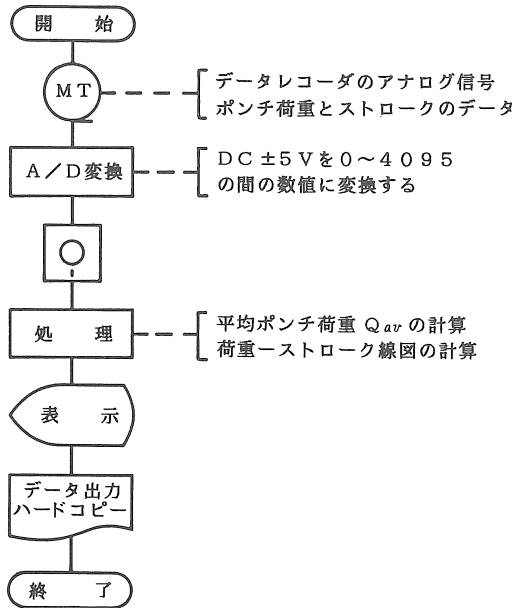 開　始
ＭＴ
データレコーダのアナログ信号
ポンチ荷重とストロークのデータ
Ａ／Ｄ変換
ＤＣ±５Ｖを０～４０９５
の間の数値に変換する
処　理
平均ポンチ荷重 Ｑav の計算
荷重ーストローク線図の計算
表　示
データ出力
ハードコピー
終　了